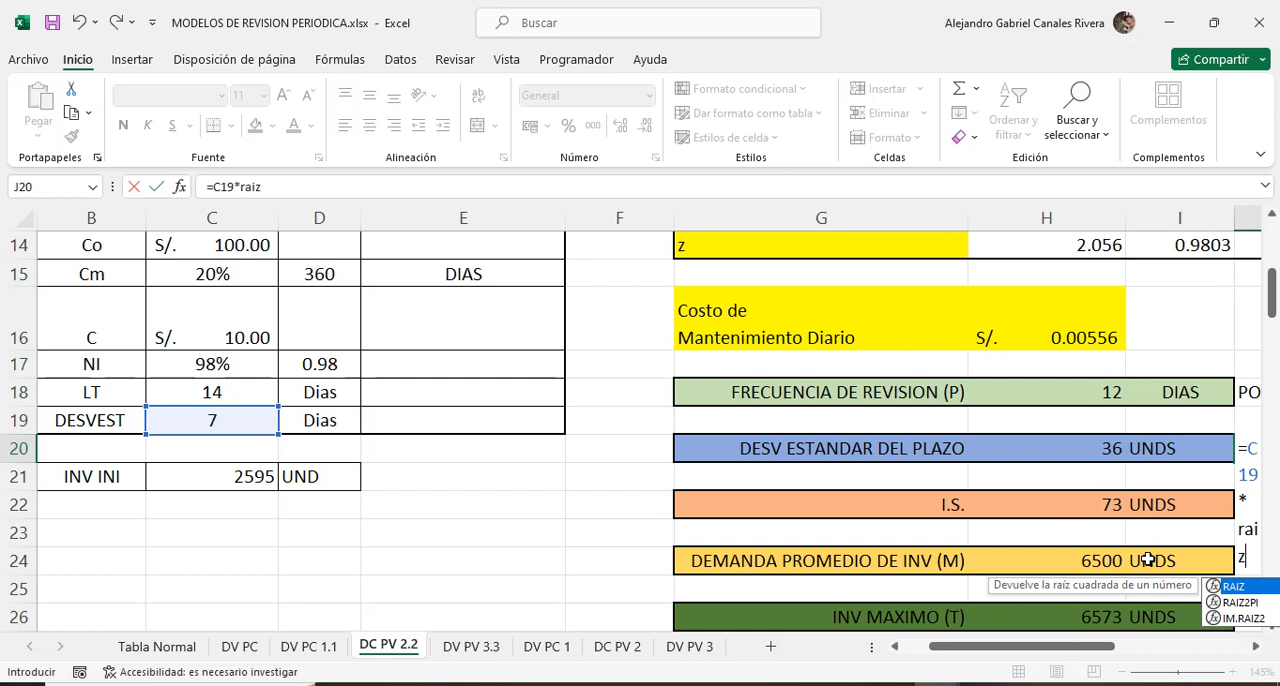 MODELOS DE REVISION PERIODICA.xlsx - Excel
Buscar
Alejandro Gabriel Canales Rivera
Archivo Inicio Insertar Disposición de página Fórmulas Datos Revisar Vista Programador Ayuda
Compartir
Pegar
11
General
N K S
Formato condicional
Dar formato como tabla
Estilos de celda
Insertar
Eliminar
Formato
Ordenar y filtrar
Buscar y seleccionar
Complementos
Portapapeles Fuente Alineación Número Estilos Celdas Edición Complementos
J20 fx =C19*raiz
B C D E F G H I
14 Co S/. 100.00 z 2.056 0.9803
15 Cm 20% 360 DIAS
16 C S/. 10.00 Costo de Mantenimiento Diario S/. 0.00556
17 NI 98% 0.98
18 LT 14 Dias FRECUENCIA DE REVISION (P) 12 DIAS PO
19 DESVEST 7 Dias
20 DESV ESTANDAR DEL PLAZO 36 UNDS =C19*raiz
21 INV INI 2595 UND
22 I.S. 73 UNDS
23
24 DEMANDA PROMEDIO DE INV (M) 6500 UNDS
25
Devuelve la raíz cuadrada de un número
RAIZ
RAIZ2PI
IM.RAIZ2
26 INV MAXIMO (T) 6573 UNDS
Tabla Normal DV PC DV PC 1.1 DC PV 2.2 DV PV 3.3 DV PC 1 DC PV 2 DV PV 3
Introducir Accesibilidad: es necesario investigar 145%